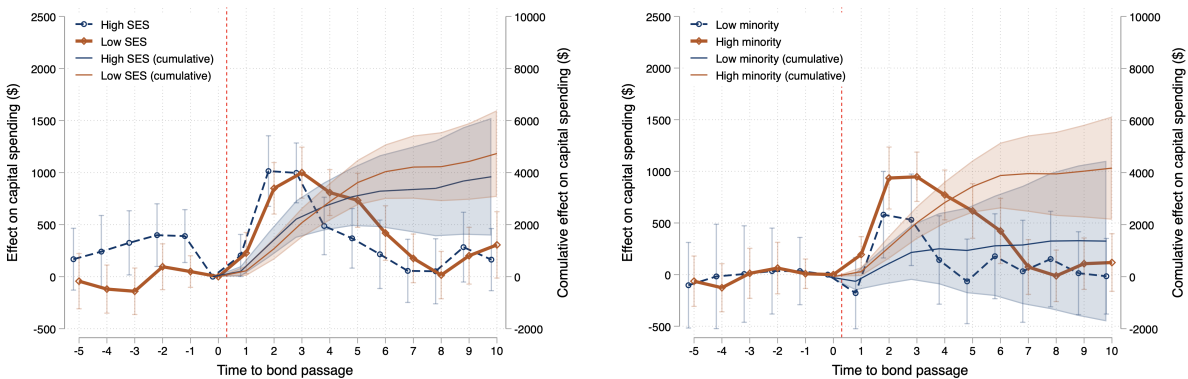 High SES
Low SES
High SES (cumulative)
Low SES (cumulative)
Effect on capital spending ($)
2500
2000
1500
1000
500
0
-500
10000
8000
6000
4000
2000
0
-2000
Comulative effect on capital spending ($)
-5 -4 -3 -2 -1 0 1 2 3 4 5 6 7 8 9 10
Time to bond passage
Low minority
High minority
Low minority (cumulative)
High minority (cumulative)
Effect on capital spending ($)
2500
2000
1500
1000
500
0
-500
10000
8000
6000
4000
2000
0
-2000
Comulative effect on capital spending ($)
-5 -4 -3 -2 -1 0 1 2 3 4 5 6 7 8 9 10
Time to bond passage